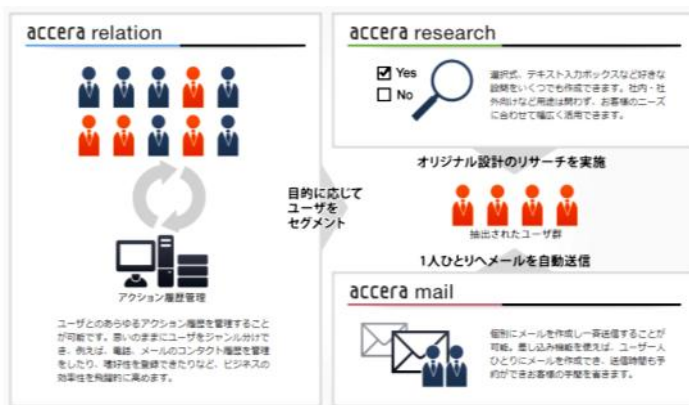 accera relation
アクション履歴管理
ユーザとのあらゆるアクション履歴を管理すること
が可能です。思いのままにユーザをジャンル分けで
き、例えば、電話、メールのコンタクト履歴を管理
をしたり、嗜好性を登録できたりなど、ビジネスの
効率性を飛躍的に高めます。
目的に応じて
ユーザを
セグメント
accera research
Yes
No
選択式、テキスト入力ボックスなど好きな
設問をいくつでも作成できます。社内・社
外向けなど用途は問わず、お客様のニーズ
に合わせて幅広く活用できます。
オリジナル設計のリサーチを実施
抽出されたユーザ群
1人ひとりへメールを自動送信
accera mail
個別にメールを作成し一斉送信することが
可能。差し込み機能を使えば、ユーザー人
ひとりにメールを作成でき、送信時間も予
約ができお客様の手間を省きます。